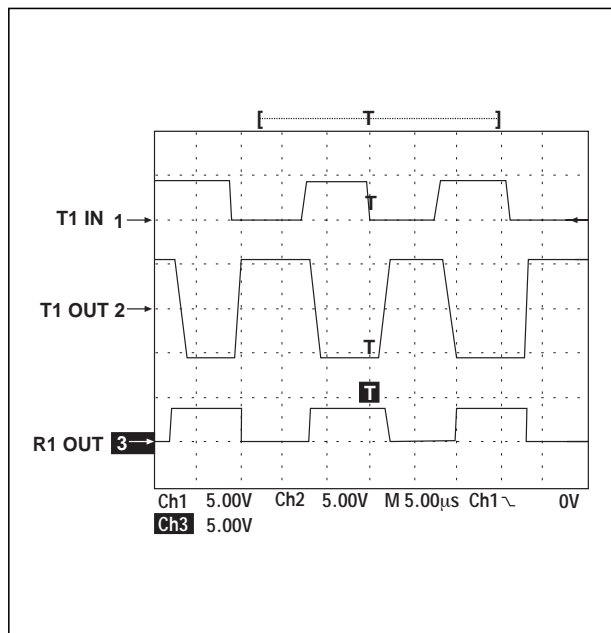 [ T ]
T
T1 IN 1
T1 OUT 2
T
T
R1 OUT 3
Ch1 5.00V Ch2 5.00V M 5.00μs Ch1 0V
Ch3 5.00V